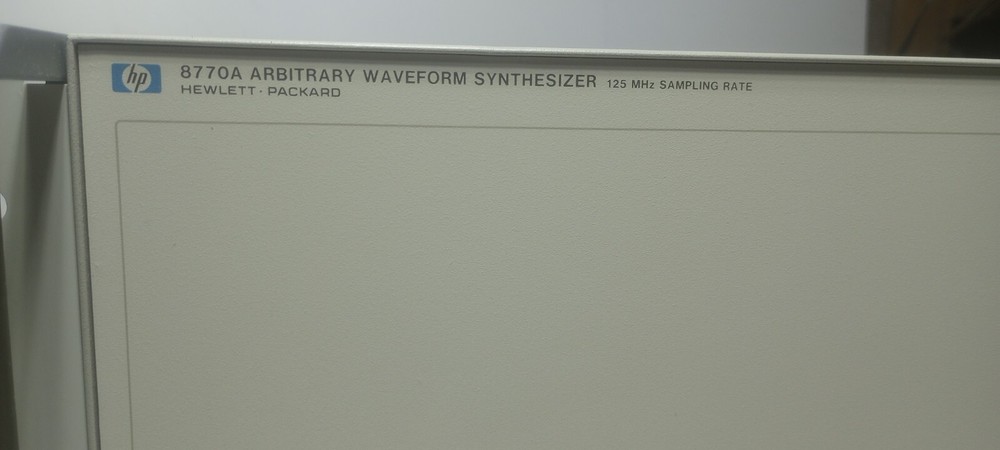 hp
8770A ARBITRARY WAVEFORM SYNTHESIZER 125 MHz SAMPLING RATE
HEWLETT · PACKARD